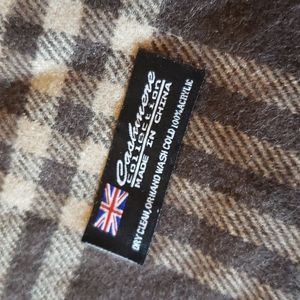 Cashmere
COLLECTION
MADE IN CHINA
DRY CLEAN,OR HAND WASH COLD 100%ACRYLIC